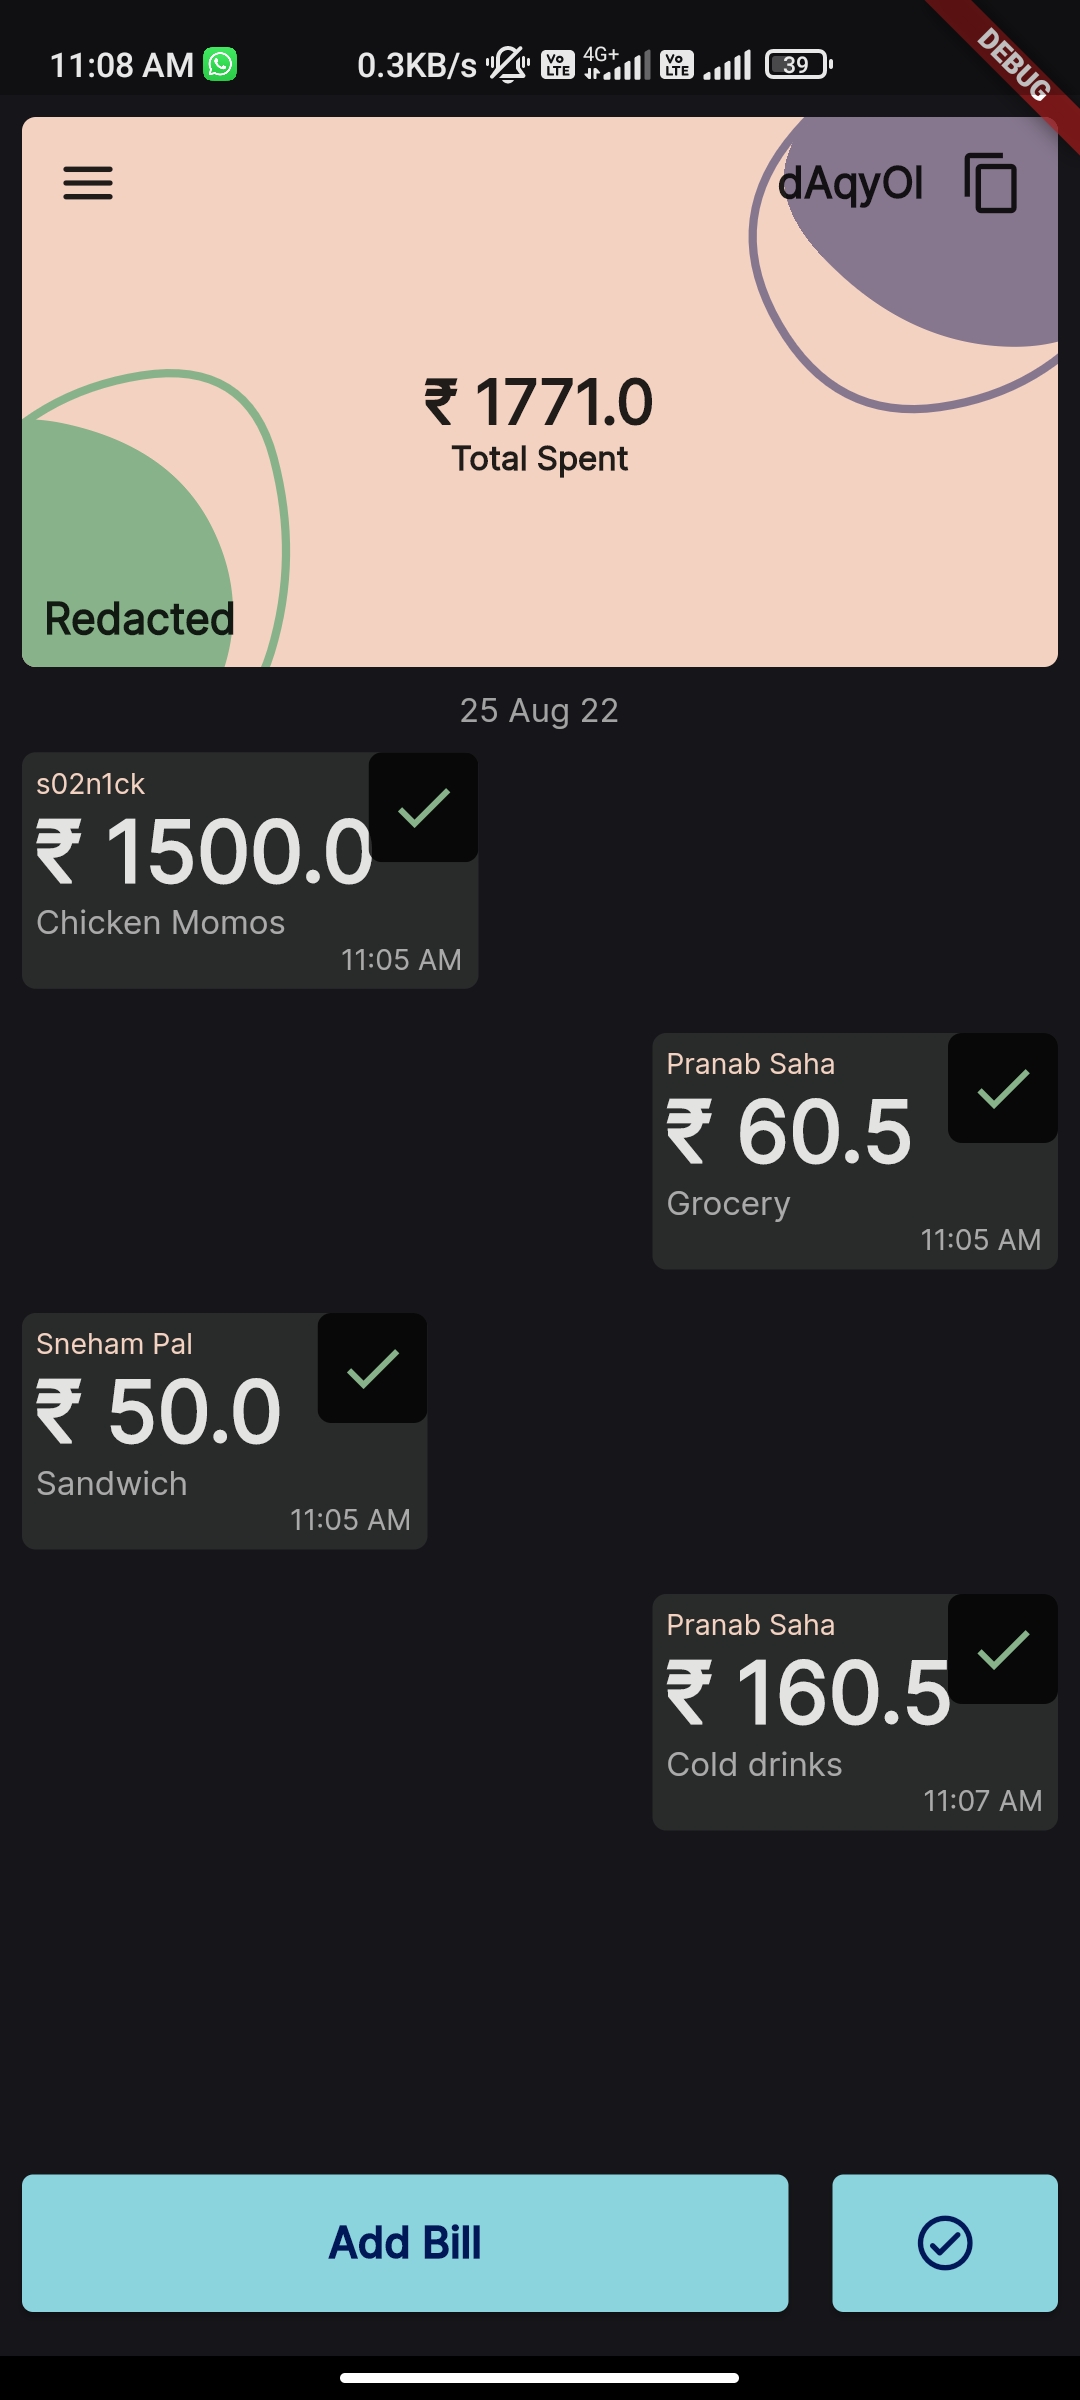 11:08 AM 0.3KB/s Vo LTE 4G+ Vo LTE 39
DEBUG
dAqyOl
₹ 1771.0
Total Spent
Redacted
25 Aug 22
s02n1ck
₹ 1500.0
Chicken Momos
11:05 AM
Pranab Saha
₹ 60.5
Grocery
11:05 AM
Sneham Pal
₹ 50.0
Sandwich
11:05 AM
Pranab Saha
₹ 160.5
Cold drinks
11:07 AM
Add Bill